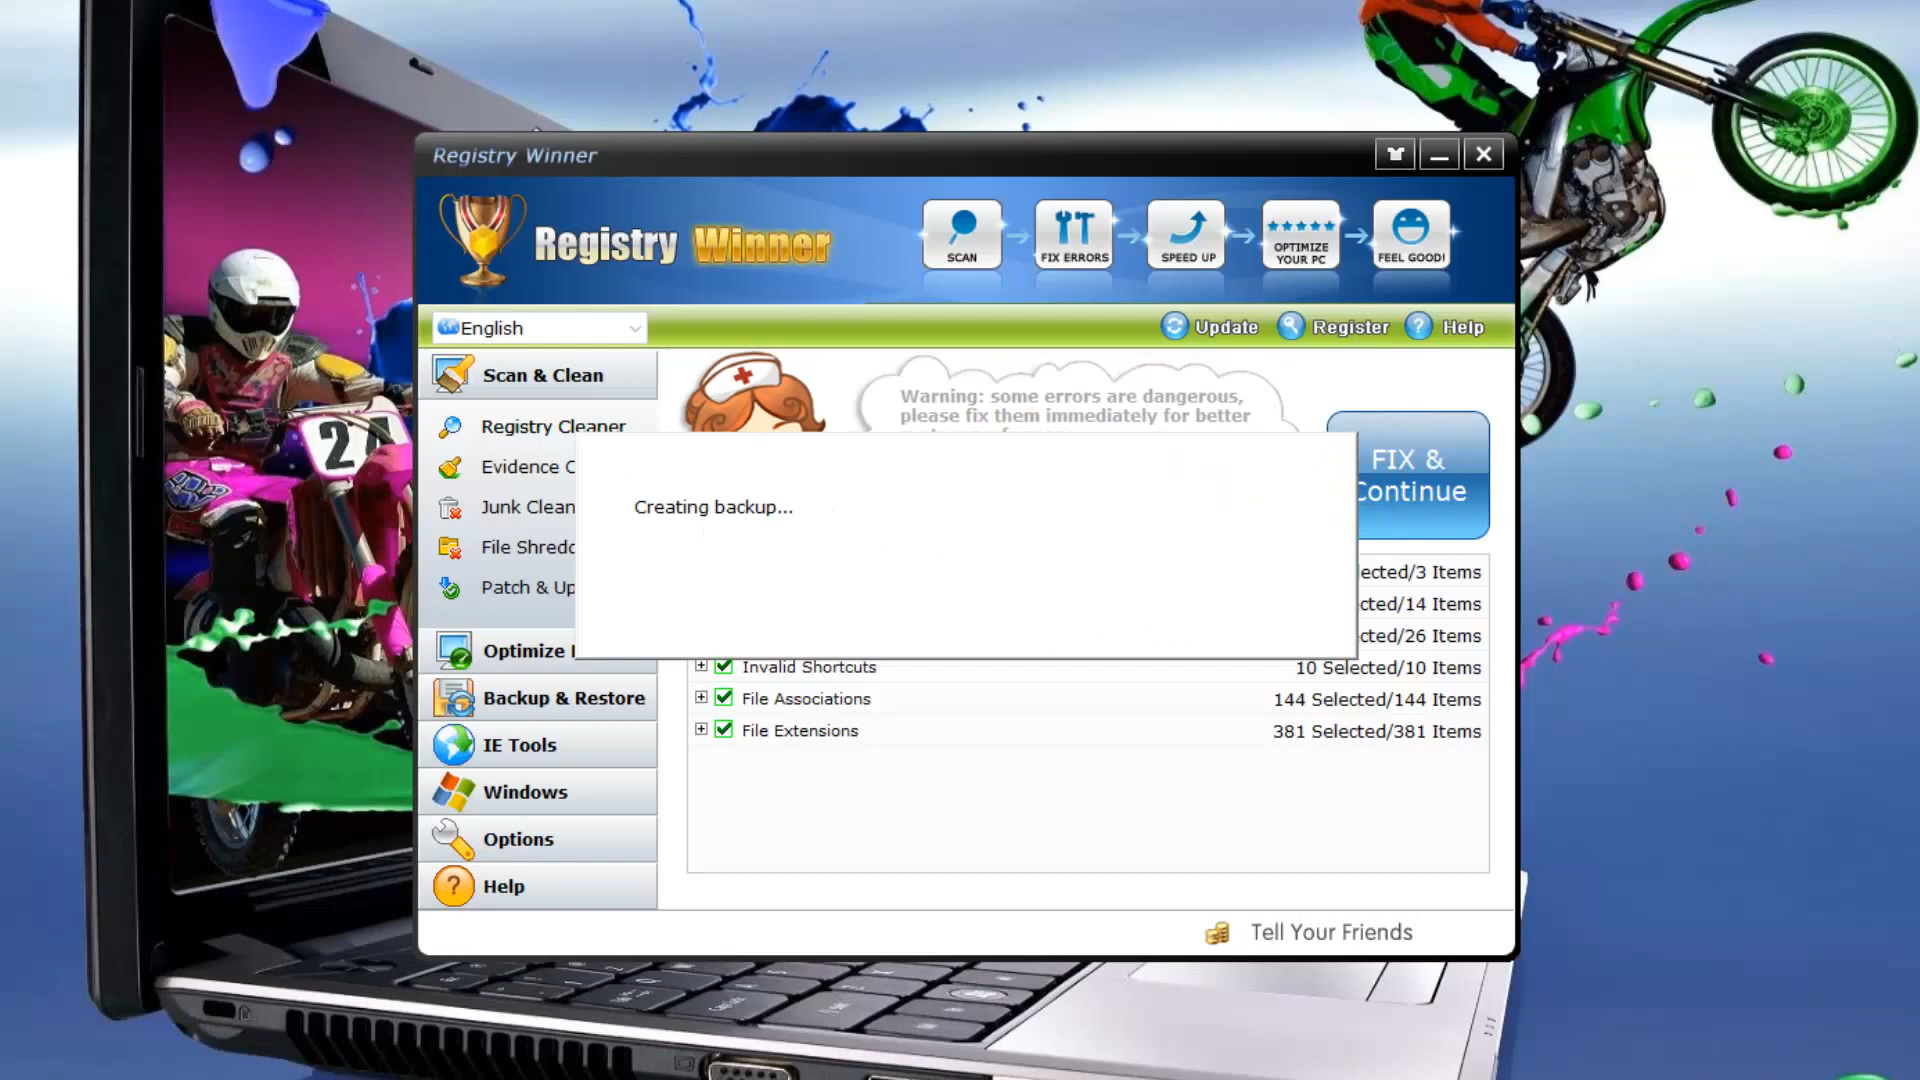 Registry Winner
Registry Winner
SCAN
FIX ERRORS
SPEED UP
OPTIMIZE
YOUR PC
FEEL GOOD!
English
Update
Register
Help
Scan & Clean
Registry Cleaner
Evidence C
Junk Clean
File Shredd
Patch & Up
Optimize
Backup & Restore
IE Tools
Windows
Options
? Help
Warning: some errors are dangerous,
please fix them immediately for better
FIX &
Continue
Creating backup...
ected/3 Items
cted/14 Items
cted/26 Items
Invalid Shortcuts 10 Selected/10 Items
File Associations 144 Selected/144 Items
File Extensions 381 Selected/381 Items
Tell Your Friends
24